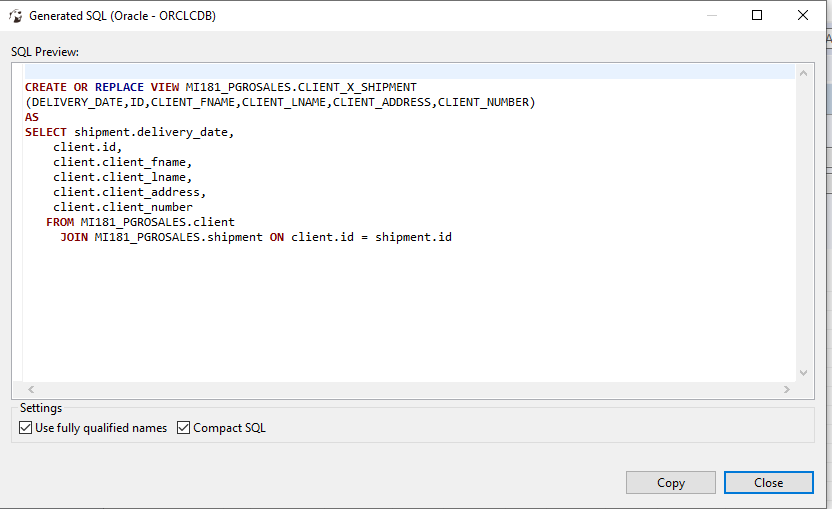 Generated SQL (Oracle - ORCLCDB)
SQL Preview:
CREATE OR REPLACE VIEW MI181_PGROSALES.CLIENT_X_SHIPMENT
(DELIVERY_DATE,ID,CLIENT_FNAME,CLIENT_LNAME,CLIENT_ADDRESS,CLIENT_NUMBER)
AS
SELECT shipment.delivery_date,
client.id,
client.client_fname,
client.client_lname,
client.client_address,
client.client_number
FROM MI181_PGROSALES.client
JOIN MI181_PGROSALES.shipment ON client.id = shipment.id
Settings
Use fully qualified names Compact SQL
Copy Close